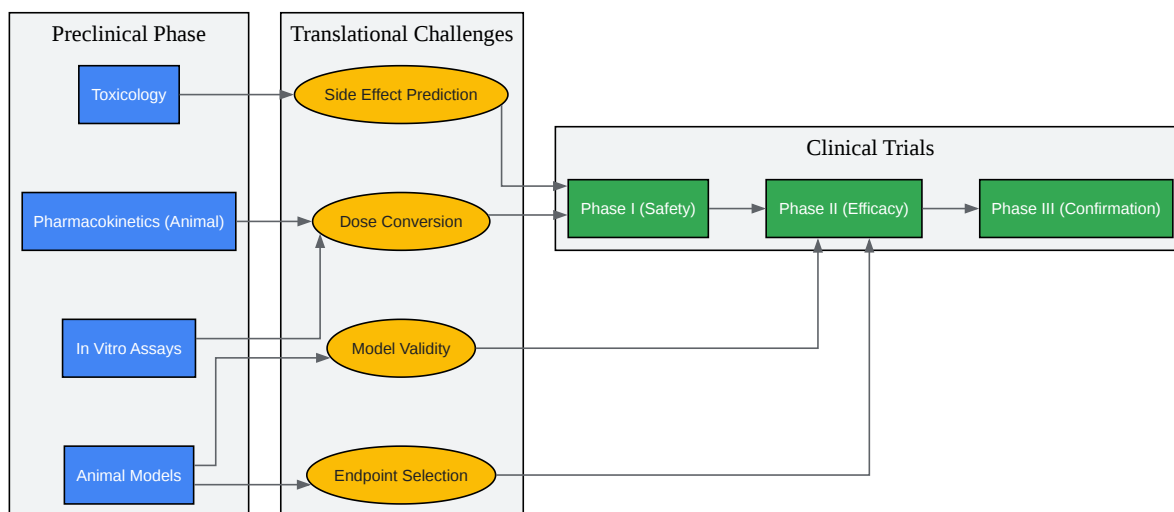 Preclinical Phase
Toxicology
Pharmacokinetics (Animal)
In Vitro Assays
Animal Models
Translational Challenges
Side Effect Prediction
Dose Conversion
Model Validity
Endpoint Selection
Clinical Trials
Phase I (Safety)
Phase II (Efficacy)
Phase III (Confirmation)